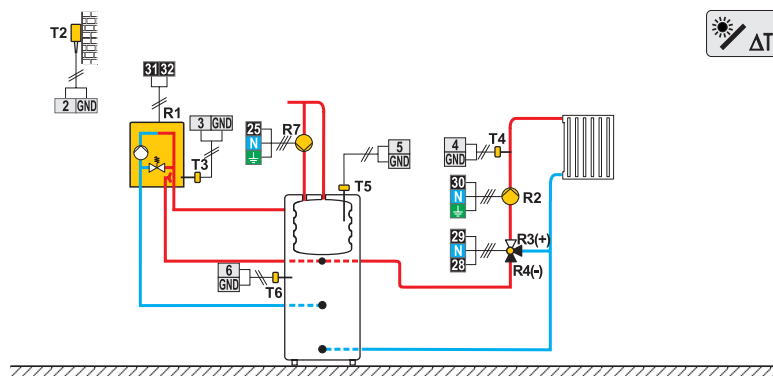 T2
2 GND
31 32
R1
3 GND
T3
25
N
R7
5
GND
T5
4
GND
T4
30
N
R2
29
N
28
R3(+)
R4(-)
6
GND
T6
ΔT